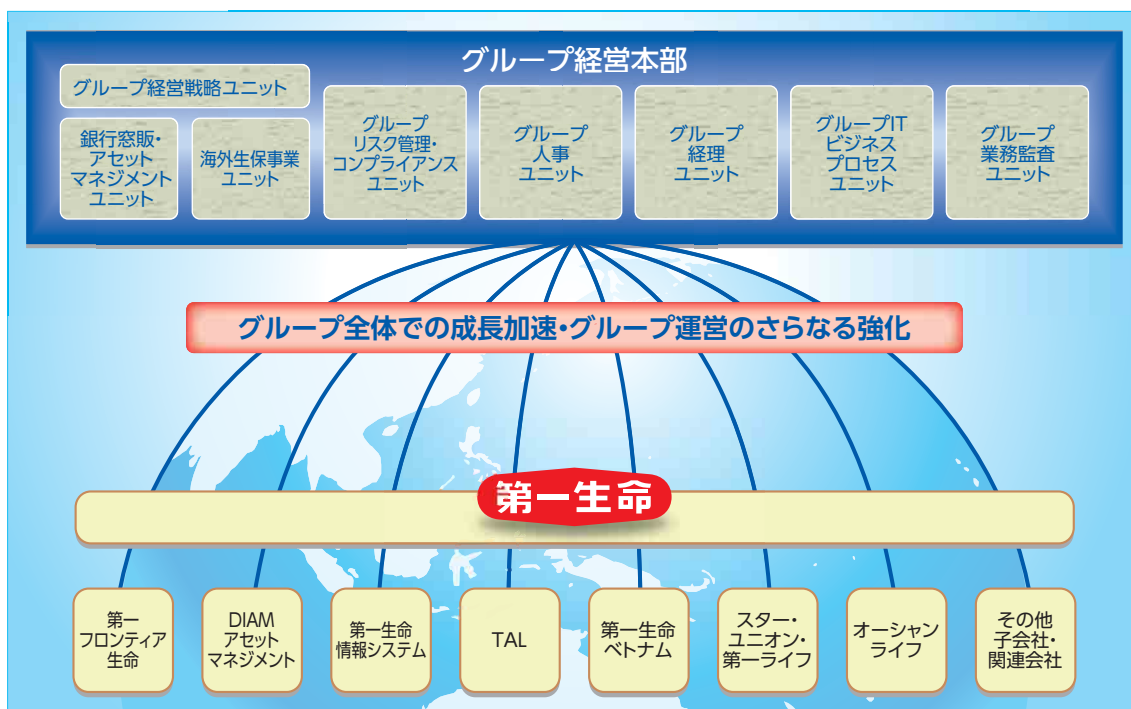 グループ経営本部
グループ経営戦略ユニット
銀行窓販・
アセット
マネジメント
ユニット
海外生保事業
ユニット
グループ
リスク管理・
コンプライアンス
ユニット
グループ
人事
ユニット
グループ
経理
ユニット
グループIT
ビジネス
プロセス
ユニット
グループ
業務監査
ユニット
グループ全体での成長加速・グループ運営のさらなる強化
第一生命
第一
フロンティア
生命
DIAM
アセット
マネジメント
第一生命
情報システム
TAL
第一生命
ベトナム
スター・
ユニオン・
第一ライフ
オーシャン
ライフ
その他
子会社・
関連会社